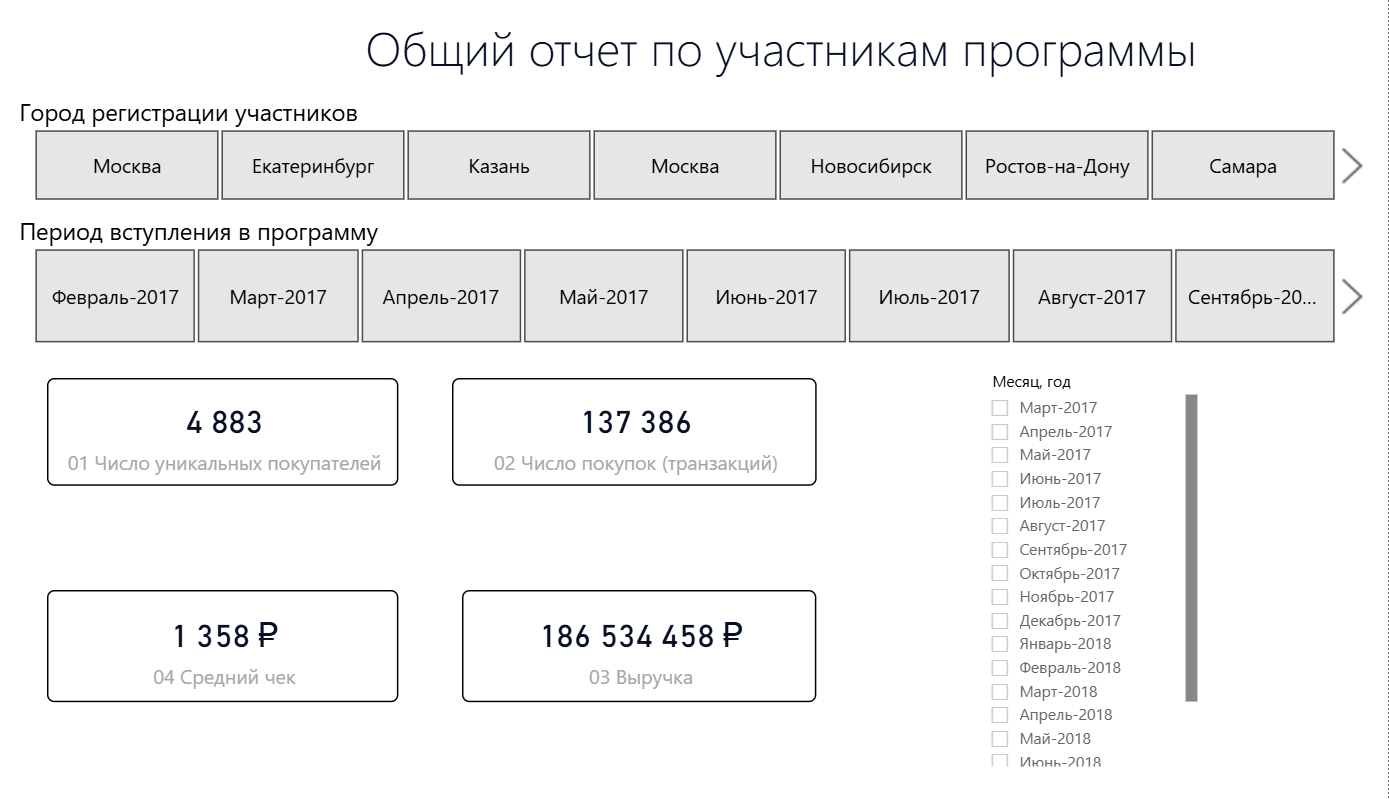 Общий отчет по участникам программы
Город регистрации участников
Москва Екатеринбург Казань Москва Новосибирск Ростов-на-Дону Самара
Период вступления в программу
Февраль-2017 Март-2017 Апрель-2017 Май-2017 Июнь-2017 Июль-2017 Август-2017 Сентябрь-20...
4 883
01 Число уникальных покупателей
137 386
02 Число покупок (транзакций)
1 358 ₽
04 Средний чек
186 534 458 ₽
03 Выручка
Месяц, год
Март-2017
Апрель-2017
Май-2017
Июнь-2017
Июль-2017
Август-2017
Сентябрь-2017
Октябрь-2017
Ноябрь-2017
Декабрь-2017
Январь-2018
Февраль-2018
Март-2018
Апрель-2018
Май-2018
Июнь-2018